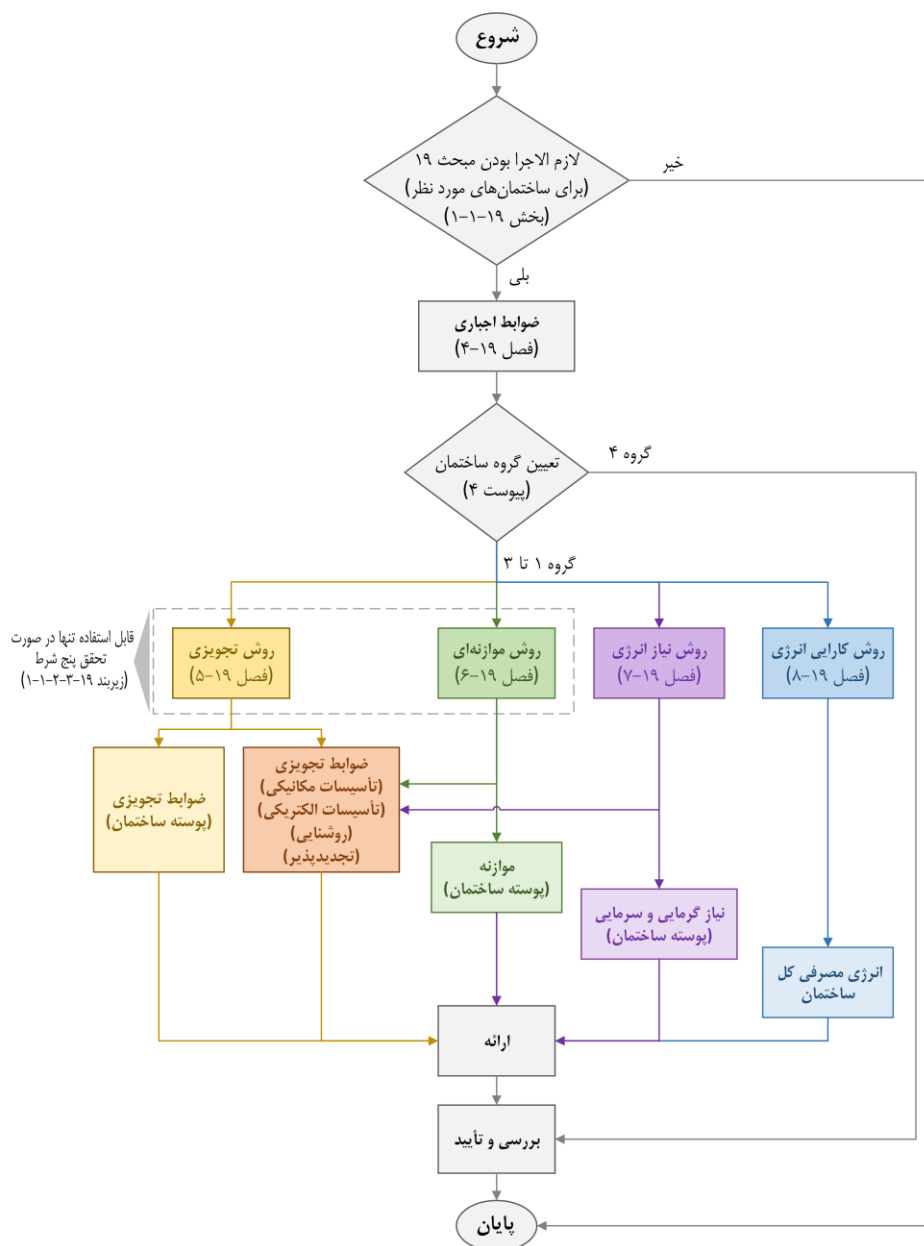 شروع
لازم الاجرا بودن مبحث ۱۹
(برای ساختمان‌های مورد نظر)
(بخش ۱۹-۱-۱)
خیر
بلی
ضوابط اجباری
(فصل ۱۹-۴)
تعیین گروه ساختمان
(پیوست ۴)
گروه ۴
گروه ۱ تا ۳
قابل استفاده تنها در صورت
تحقق پنج شرط
(زیربند ۱۹-۳-۲-۱-۱)
روش کارایی انرژی
(فصل ۱۹-۸)
روش نیاز انرژی
(فصل ۱۹-۷)
روش موازنه‌ای
(فصل ۱۹-۶)
روش تجویزی
(فصل ۱۹-۵)
ضوابط تجویزی
(تأسیسات مکانیکی)
(تأسیسات الکتریکی)
(روشنایی)
(تجدیدپذیر)
ضوابط تجویزی
(پوسته ساختمان)
موازنه
(پوسته ساختمان)
نیاز گرمایی و سرمایی
(پوسته ساختمان)
انرژی مصرفی کل
ساختمان
ارائه
بررسی و تأیید
پایان